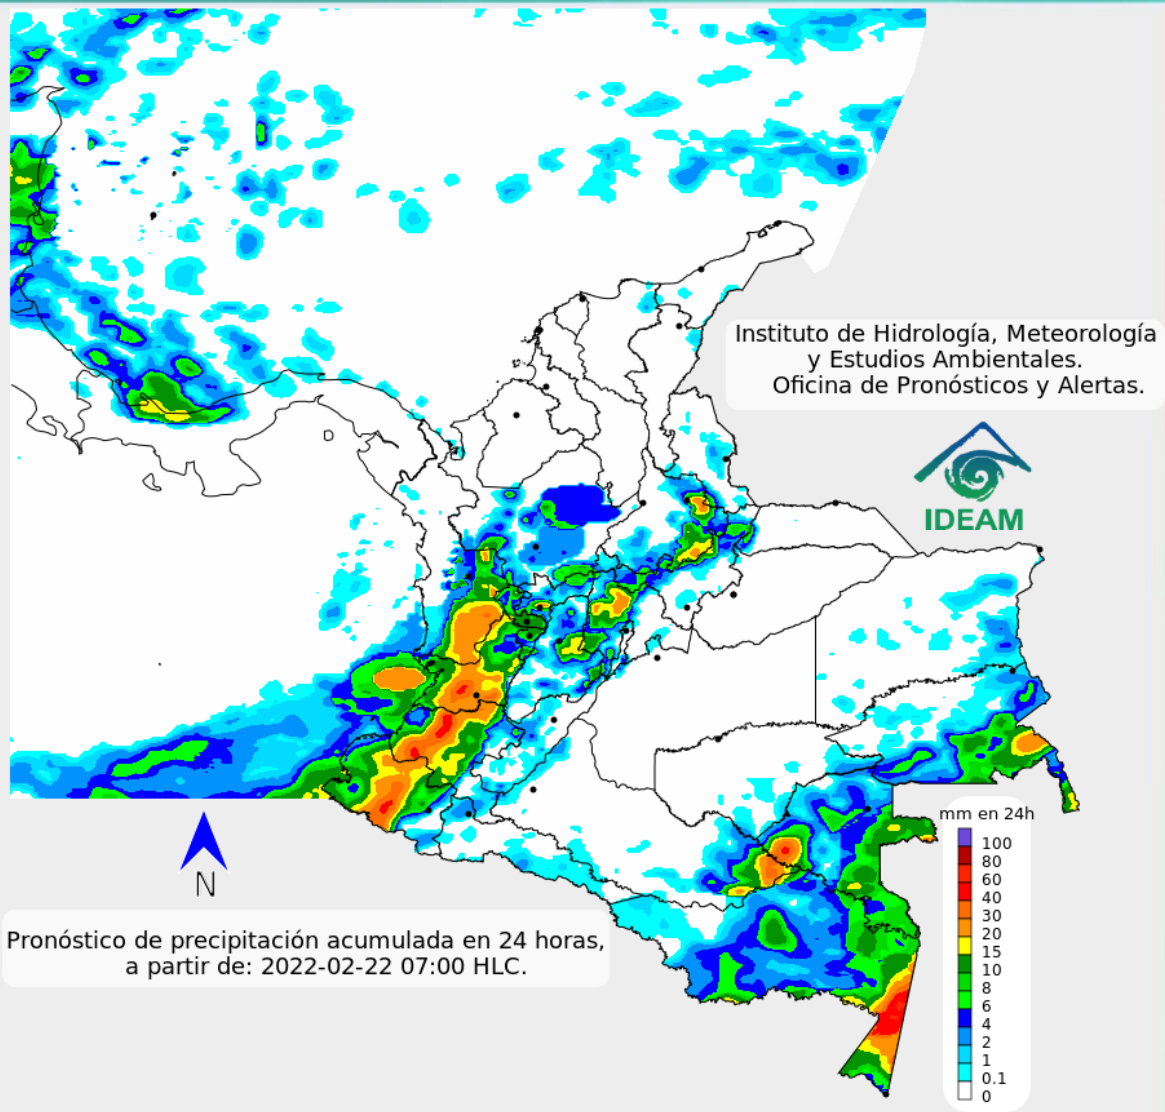 Instituto de Hidrología, Meteorología
y Estudios Ambientales.
Oficina de Pronósticos y Alertas.
IDEAM
N
Pronóstico de precipitación acumulada en 24 horas,
a partir de: 2022-02-22 07:00 HLC.
mm en 24h
100
80
60
40
30
20
15
10
8
6
4
2
1
0.1
0